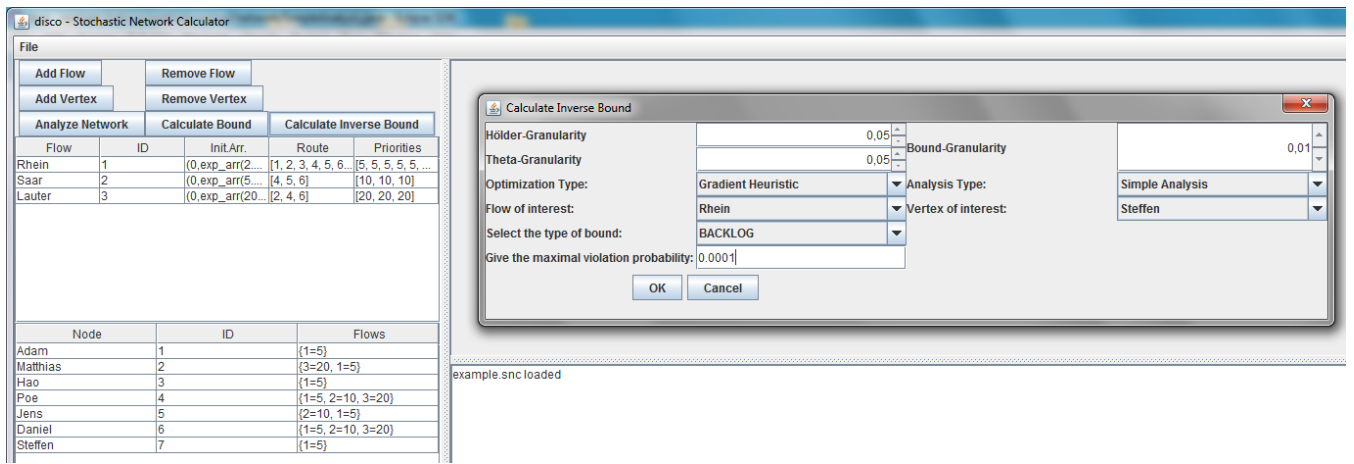 disco - Stochastic Network Calculator
File
Add Flow Remove Flow
Add Vertex Remove Vertex
Analyze Network Calculate Bound Calculate Inverse Bound
Flow ID Init.Arr. Route Priorities
Rhein 1 (0,exp_arr(2.... [1, 2, 3, 4, 5, 6... [5, 5, 5, 5, 5, ...
Saar 2 (0,exp_arr(5.... [4, 5, 6] [10, 10, 10]
Lauter 3 (0,exp_arr(20... [2, 4, 6] [20, 20, 20]
Node ID Flows
Adam 1 {1=5}
Matthias 2 {3=20, 1=5}
Hao 3 {1=5}
Poe 4 {1=5, 2=10, 3=20}
Jens 5 {2=10, 1=5}
Daniel 6 {1=5, 2=10, 3=20}
Steffen 7 {1=5}
Calculate Inverse Bound
Hölder-Granularity 0,05 Bound-Granularity 0,01
Theta-Granularity 0,05
Optimization Type: Gradient Heuristic Analysis Type: Simple Analysis
Flow of interest: Rhein Vertex of interest: Steffen
Select the type of bound: BACKLOG
Give the maximal violation probability: 0.0001
OK Cancel
example.snc loaded